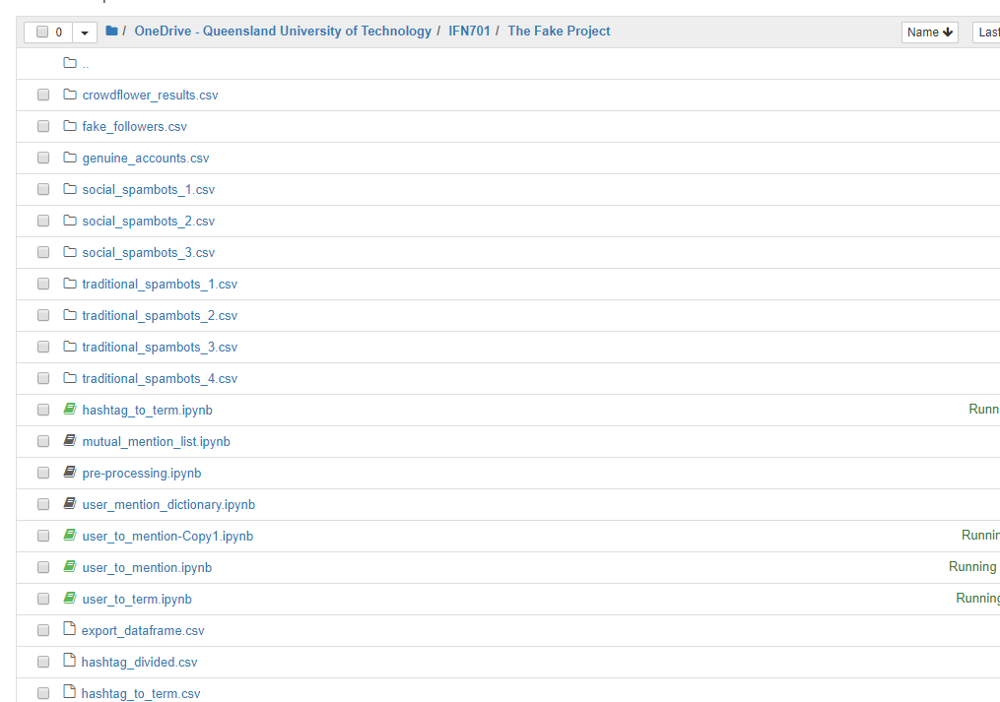 0 / OneDrive - Queensland University of Technology / IFN701 / The Fake Project Name Last
..
crowdflower_results.csv
fake_followers.csv
genuine_accounts.csv
social_spambots_1.csv
social_spambots_2.csv
social_spambots_3.csv
traditional_spambots_1.csv
traditional_spambots_2.csv
traditional_spambots_3.csv
traditional_spambots_4.csv
hashtag_to_term.ipynb Runn
mutual_mention_list.ipynb
pre-processing.ipynb
user_mention_dictionary.ipynb
user_to_mention-Copy1.ipynb Runnin
user_to_mention.ipynb Running
user_to_term.ipynb Running
export_dataframe.csv
hashtag_divided.csv
hashtag_to_term.csv